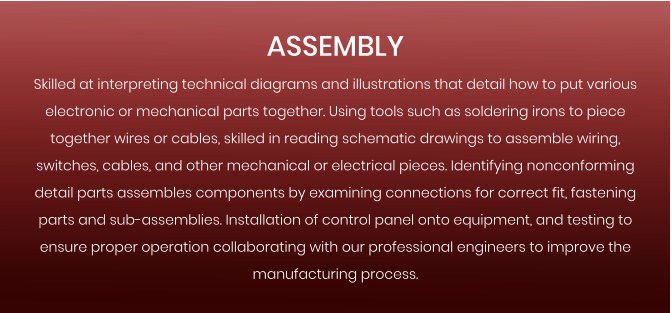 ASSEMBLY
Skilled at interpreting technical diagrams and illustrations that detail how to put various
electronic or mechanical parts together. Using tools such as soldering irons to piece
together wires or cables, skilled in reading schematic drawings to assemble wiring,
switches, cables, and other mechanical or electrical pieces. Identifying nonconforming
detail parts assembles components by examining connections for correct fit, fastening
parts and sub-assemblies. Installation of control panel onto equipment, and testing to
ensure proper operation collaborating with our professional engineers to improve the
manufacturing process.